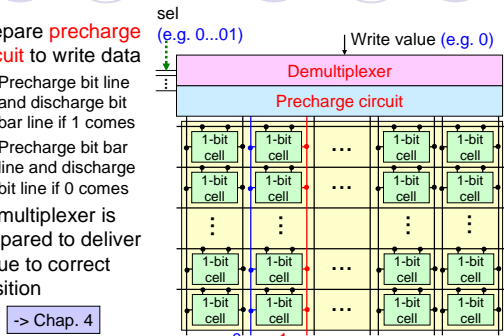 precharge
to write data
Precharge bit line
and discharge bit
bar line if 1 comes
Precharge bit bar
line and discharge
bit line if 0 comes
is
to deliver
to correct
-> Chap. 4
sel
(e.g. 0...01)
Write value (e.g. 0)
Demultiplexer
Precharge circuit
1-bit cell 1-bit cell ... 1-bit cell 1-bit cell
1-bit cell 1-bit cell ... 1-bit cell 1-bit cell
1-bit cell 1-bit cell ... 1-bit cell 1-bit cell
1-bit cell 1-bit cell ... 1-bit cell 1-bit cell